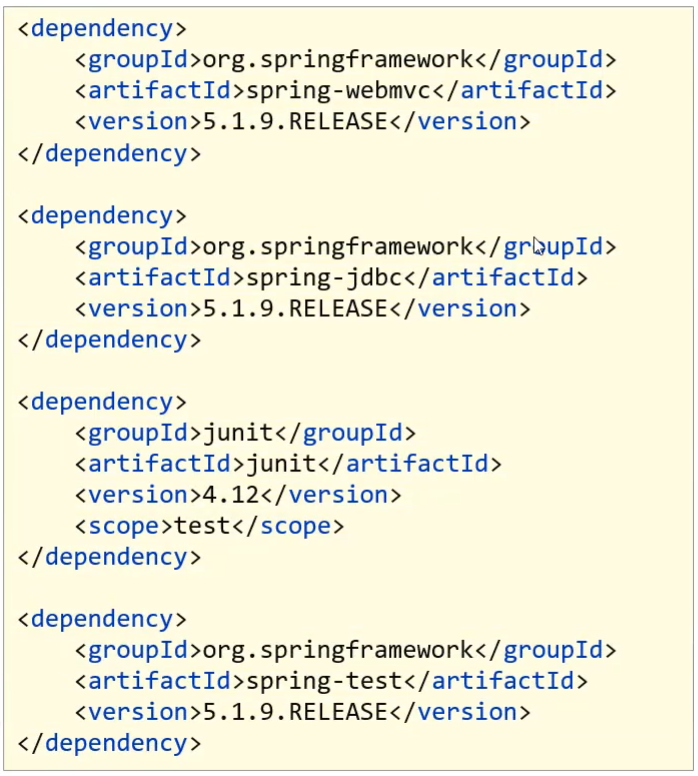 <dependency>
    <groupId>org.springframework</groupId>
    <artifactId>spring-webmvc</artifactId>
    <version>5.1.9.RELEASE</version>
</dependency>

<dependency>
    <groupId>org.springframework</groupId>
    <artifactId>spring-jdbc</artifactId>
    <version>5.1.9.RELEASE</version>
</dependency>

<dependency>
    <groupId>junit</groupId>
    <artifactId>junit</artifactId>
    <version>4.12</version>
    <scope>test</scope>
</dependency>

<dependency>
    <groupId>org.springframework</groupId>
    <artifactId>spring-test</artifactId>
    <version>5.1.9.RELEASE</version>
</dependency>